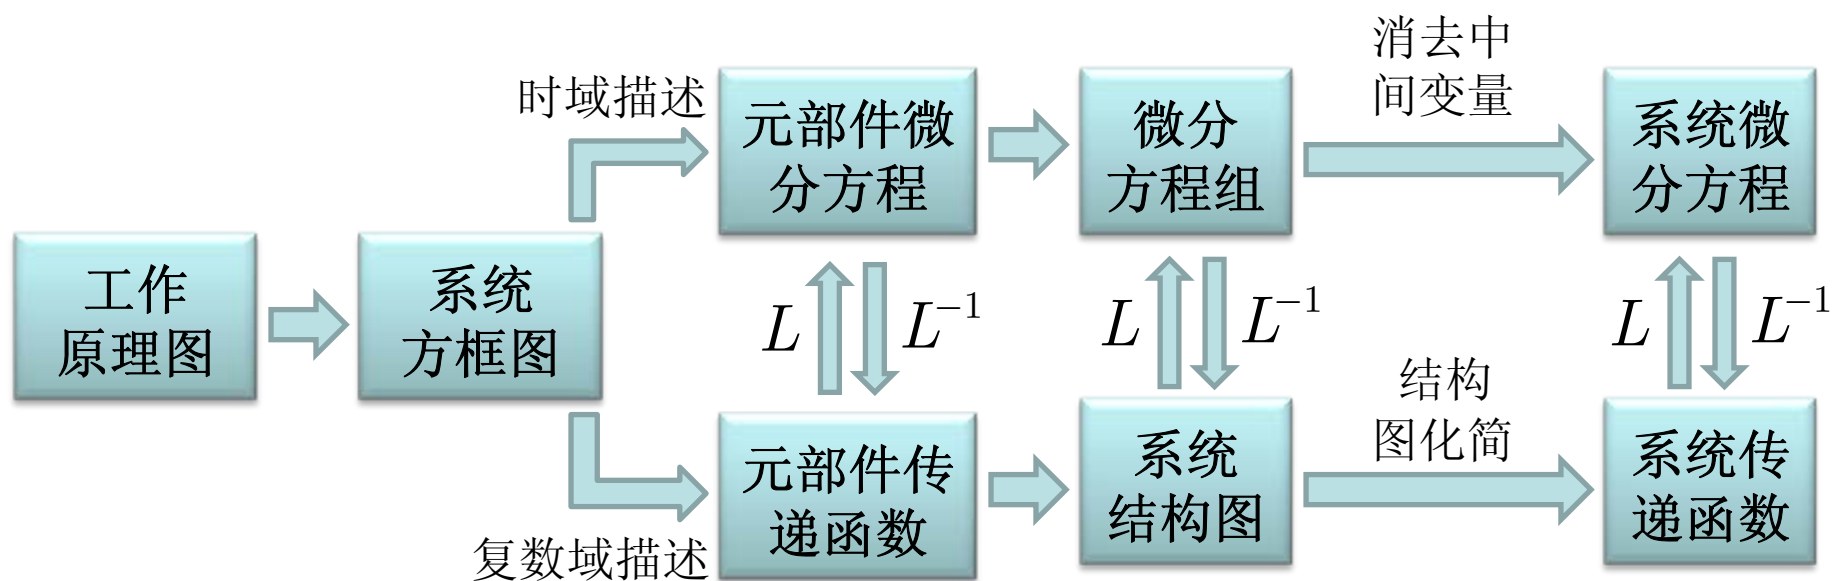 工作
原理图
系统
方框图
时域描述
元部件微
分方程
微分
方程组
消去中
间变量
系统微
分方程
L
L⁻¹
L
L⁻¹
L
L⁻¹
复数域描述
元部件传
递函数
系统
结构图
结构
图化简
系统传
递函数